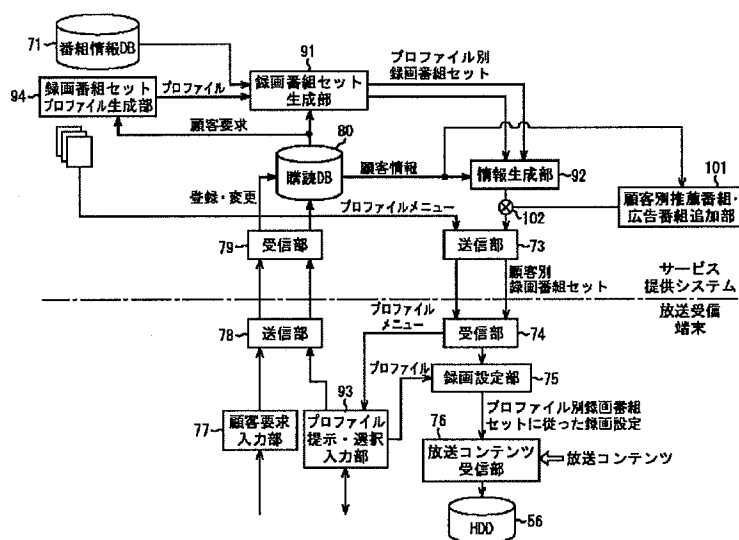 71
番組情報DB
91
録画番組セット
生成部
プロファイル別
録画番組セット
94
録画番組セット
プロファイル生成部
プロファイル
顧客要求
80
購読DB
顧客情報
情報生成部
92
101
顧客別推薦番組・
広告番組追加部
102
登録・変更
プロファイルメニュー
79
受信部
送信部
73
顧客別
録画番組セット
サービス
提供システム
放送受信
端末
78
送信部
プロファイル
メニュー
受信部
74
プロファイル
録画設定部
75
93
77
顧客要求
入力部
プロファイル
提示・選択
入力部
プロファイル別録画番組
セットに従った録画設定
76
放送コンテンツ
受信部
放送コンテンツ
HDD
56